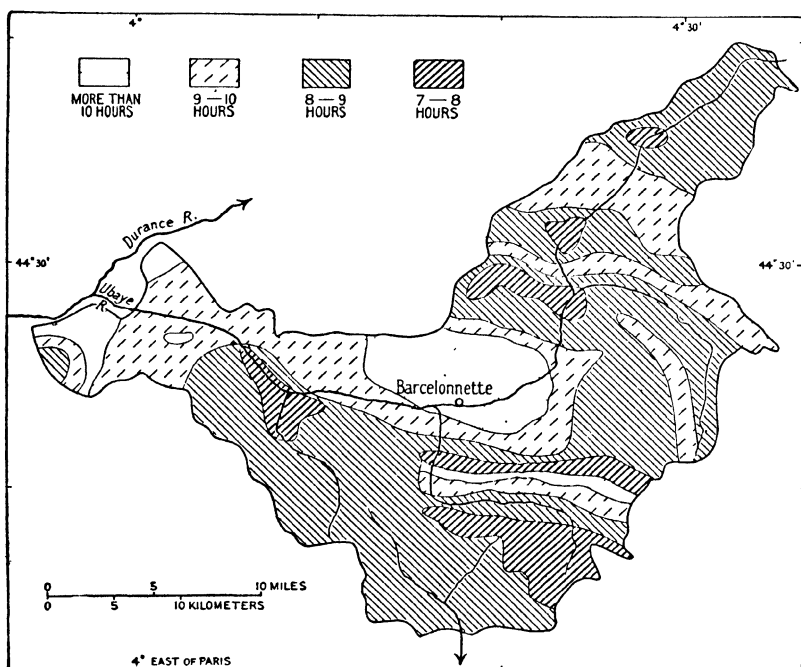 4°
4° 30'
MORE THAN
10 HOURS
9 — 10
HOURS
8 — 9
HOURS
7 — 8
HOURS
Durance R.
44° 30'
44° 30'
Ubaye
R.
Barcelonnette
0 5 10 MILES
0 5 10 KILOMETERS
4° EAST OF PARIS